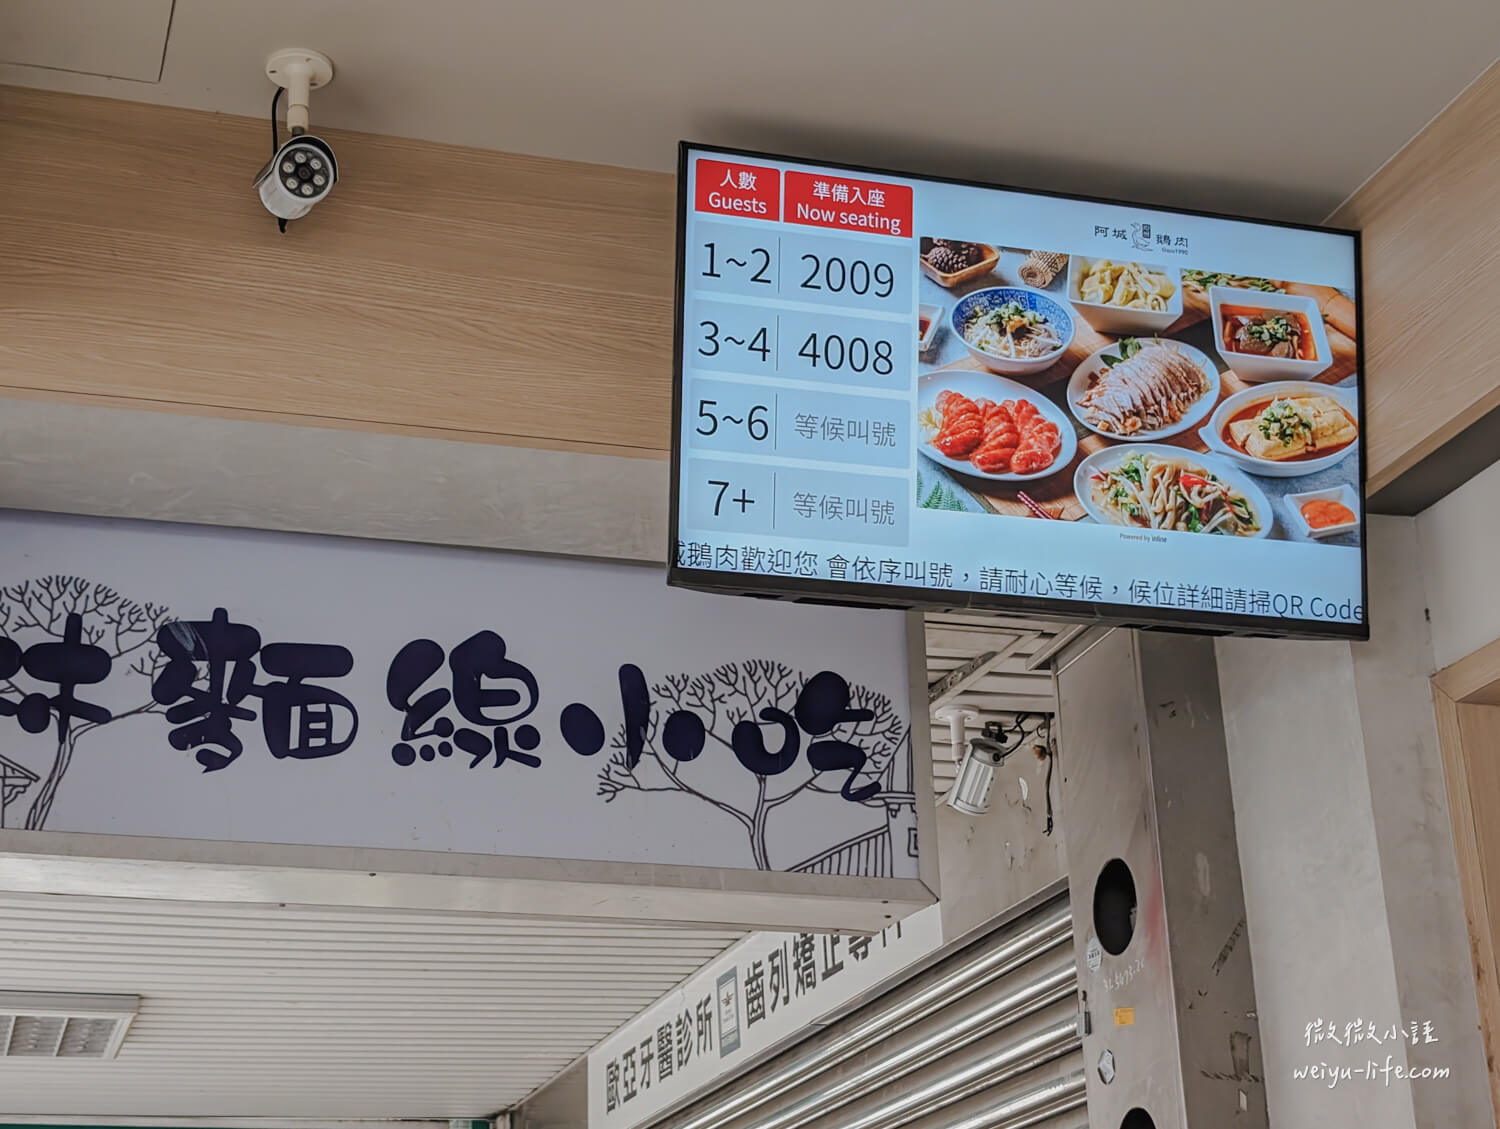 人數
Guests
準備入座
Now seating
1~2
2009
3~4
4008
5~6
等候叫號
7+
等候叫號
阿城
鵝肉
Since1990
Powered by inline
鵝肉歡迎您 會依序叫號，請耐心等候，候位詳細請掃QR Code
麵線小吃
歐亞牙醫診所
齒列矯正專科
微微小語
weiyu-life.com